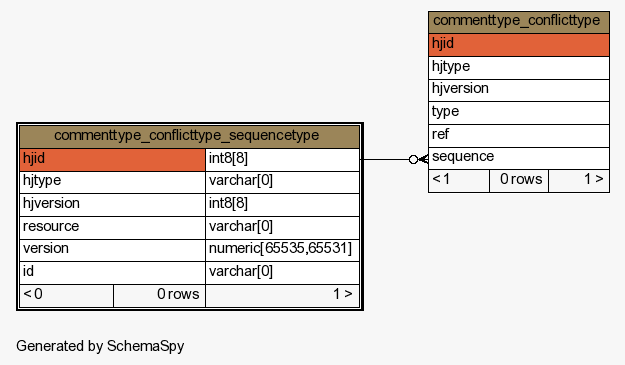 commenttype_conflicttype
hjid
hjtype
hjversion
type
ref
sequence
< 1 0 rows 1 >
commenttype_conflicttype_sequencetype
hjid int8[8]
hjtype varchar[0]
hjversion int8[8]
resource varchar[0]
version numeric[65535,65531]
id varchar[0]
< 0 0 rows 1 >
Generated by SchemaSpy